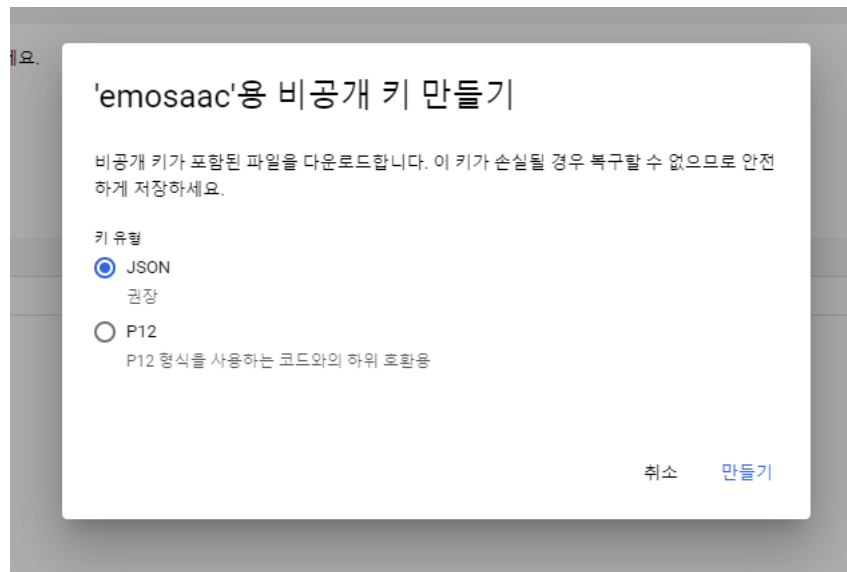 세요.
'emosaac'용 비공개 키 만들기
비공개 키가 포함된 파일을 다운로드합니다. 이 키가 손실될 경우 복구할 수 없으므로 안전
하게 저장하세요.
키 유형
JSON
권장
P12
P12 형식을 사용하는 코드와의 하위 호환용
취소 만들기